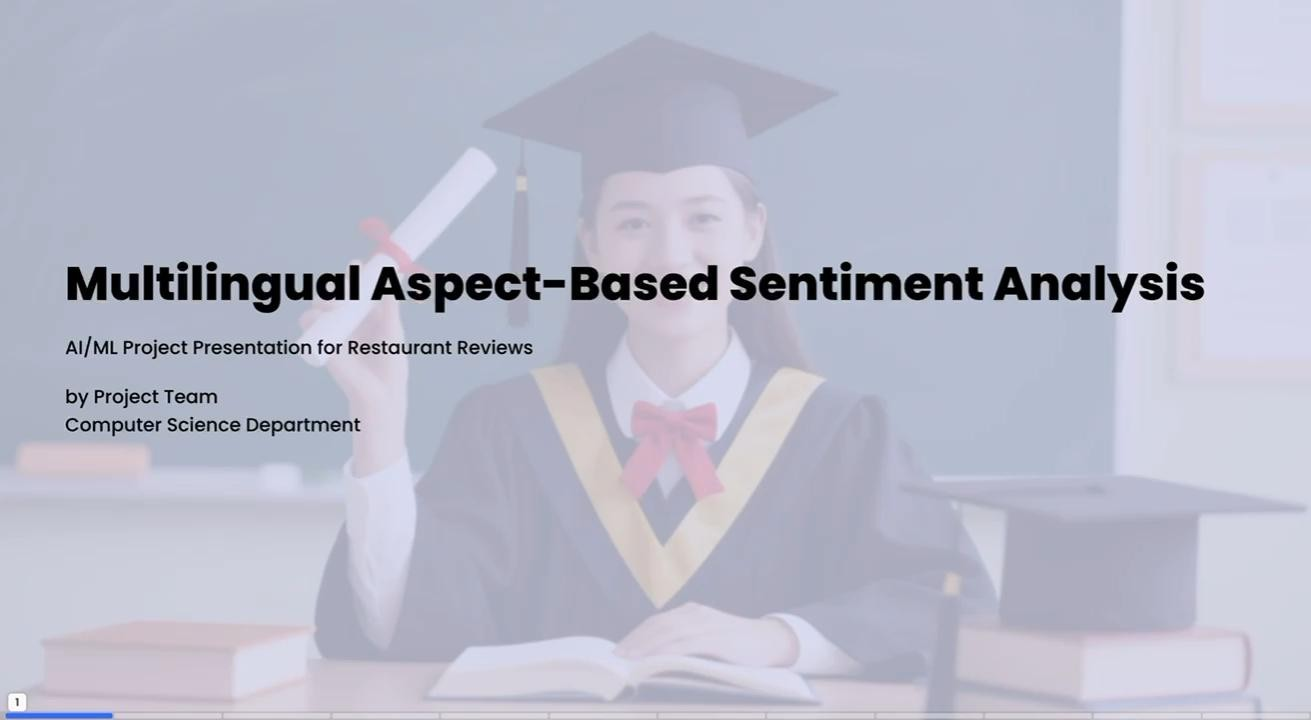 Multilingual Aspect-Based Sentiment Analysis
AI/ML Project Presentation for Restaurant Reviews
by Project Team
Computer Science Department
1